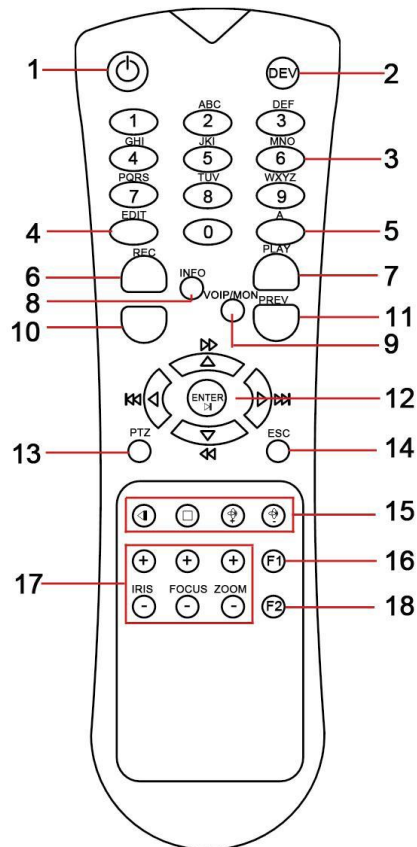 1
DEV
2
ABC
DEF
1
2
3
GHI
JKI
MNO
4
5
6
3
PQRS
TUV
WXYZ
7
8
9
EDIT
A
4
0
5
REC
PLAY
6
INFO
7
8
VOIP/MON
PREV
10
9
11
ENTER
12
PTZ
ESC
13
14
15
+
+
+
F1
16
17
IRIS
FOCUS
ZOOM
-
-
-
F2
18